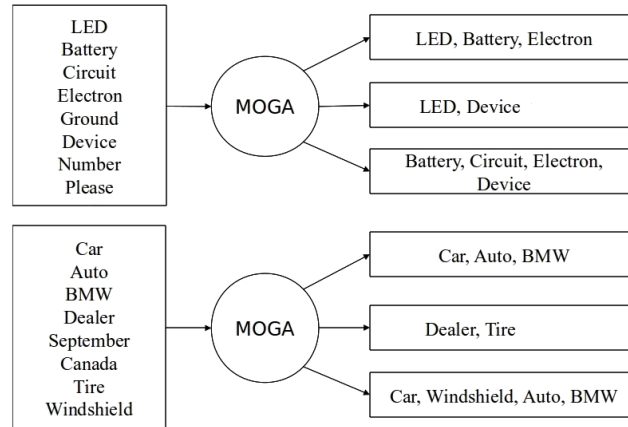 LED
Battery
Circuit
Electron
Ground
Device
Number
Please
MOGA
LED, Battery, Electron
LED, Device
Battery, Circuit, Electron,
Device
Car
Auto
BMW
Dealer
September
Canada
Tire
Windshield
MOGA
Car, Auto, BMW
Dealer, Tire
Car, Windshield, Auto, BMW